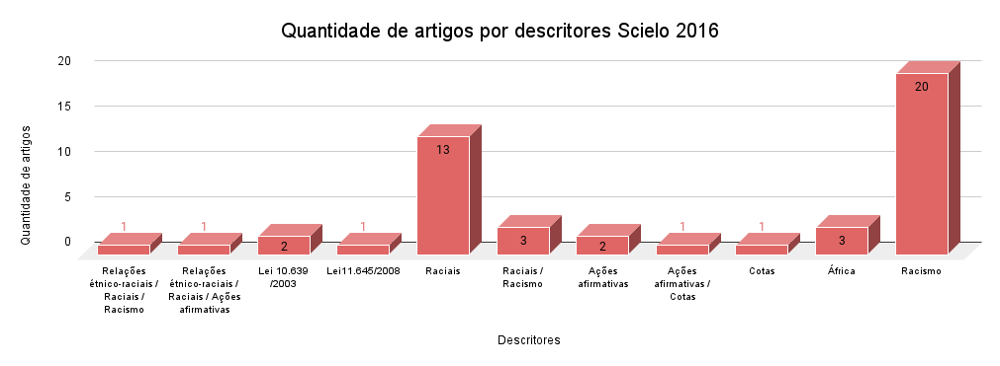 Quantidade de artigos por descritores Scielo 2016
Quantidade de artigos
20
15
10
5
0
1
1
2
1
13
3
2
1
1
3
20
Relações
étnico-raciais /
Raciais /
Racismo
Relações
étnico-raciais /
Raciais / Ações
afirmativas
Lei 10.639
/2003
Lei11.645/2008
Raciais
Raciais /
Racismo
Ações
afirmativas
Ações
afirmativas /
Cotas
Cotas
África
Racismo
Descritores